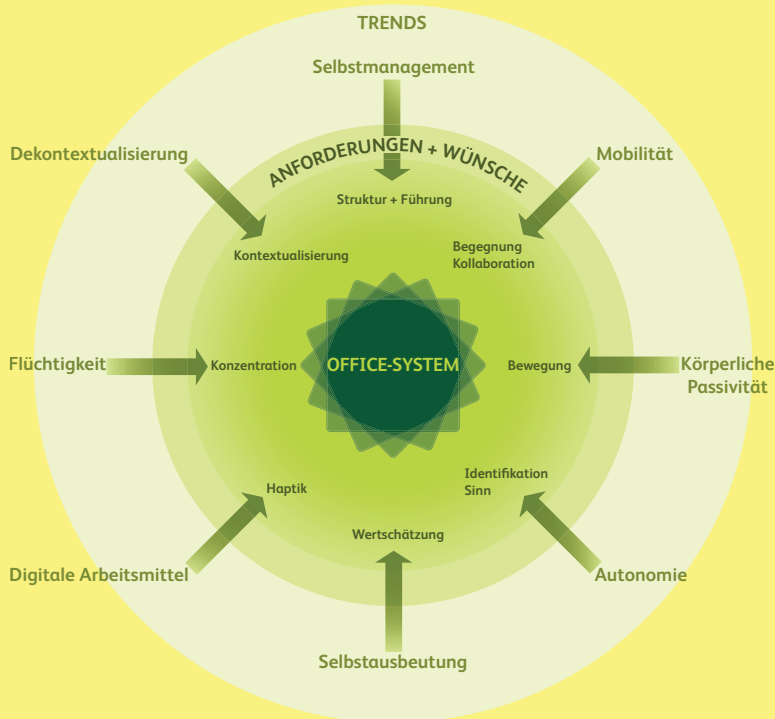 TRENDS
Selbstmanagement
Dekontextualisierung
Mobilität
ANFORDERUNGEN + WÜNSCHE
Struktur + Führung
Kontextualisierung
Begegnung
Kollaboration
Flüchtigkeit
Konzentration
OFFICE-SYSTEM
Bewegung
Körperliche
Passivität
Haptik
Identifikation
Sinn
Wertschätzung
Digitale Arbeitsmittel
Autonomie
Selbstausbeutung